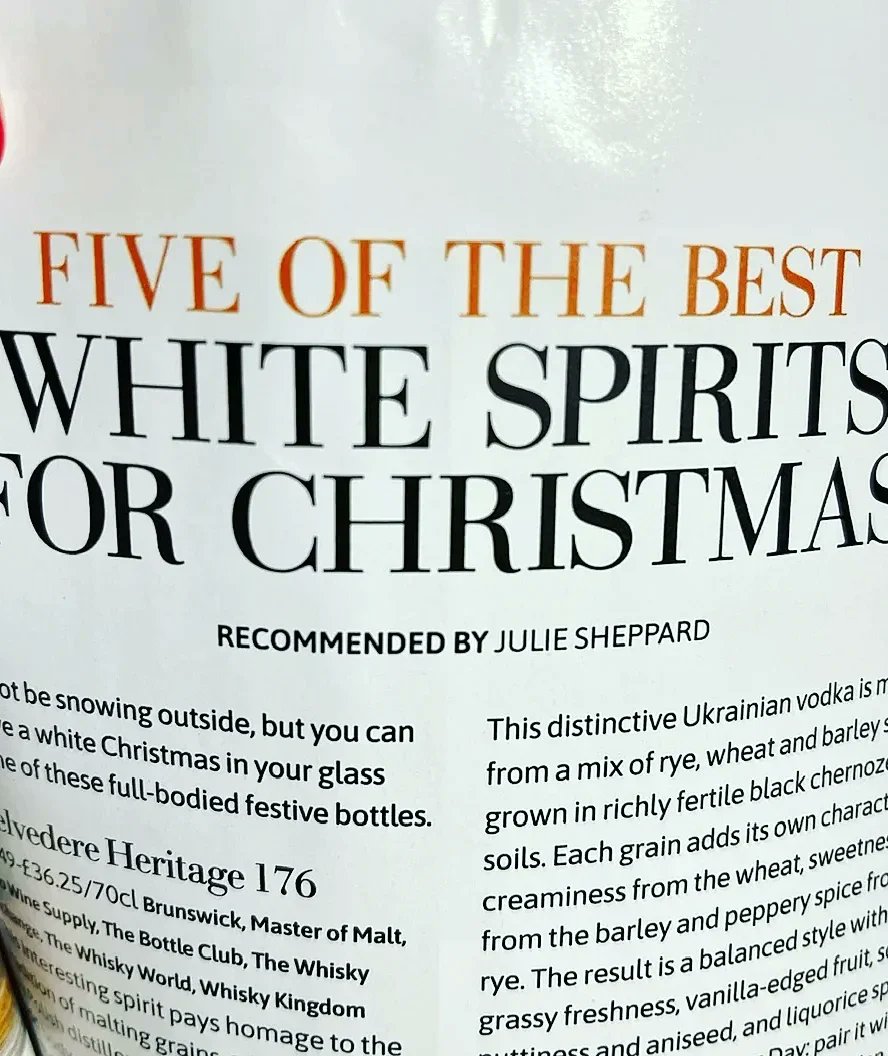 FIVE OF THE BEST
WHITE SPIRITS
FOR CHRISTMAS
RECOMMENDED BY JULIE SHEPPARD
be snowing outside, but you can
a white Christmas in your glass
of these full-bodied festive bottles.
Heritage 176
£36.25/70cl Brunswick, Master of Malt,
Wine Supply, The Bottle Club, The Whisky
The Whisky World, Whisky Kingdom
interesting spirit pays homage to the
of malting grains
This distinctive Ukrainian vodka is
from a mix of rye, wheat and barley
grown in richly fertile black
soils. Each grain adds its own
creaminess from the wheat,
from the barley and peppery spice
rye. The result is a balanced style with
grassy freshness, vanilla-edged fruit,
and aniseed, and liquorice
Day: pair it